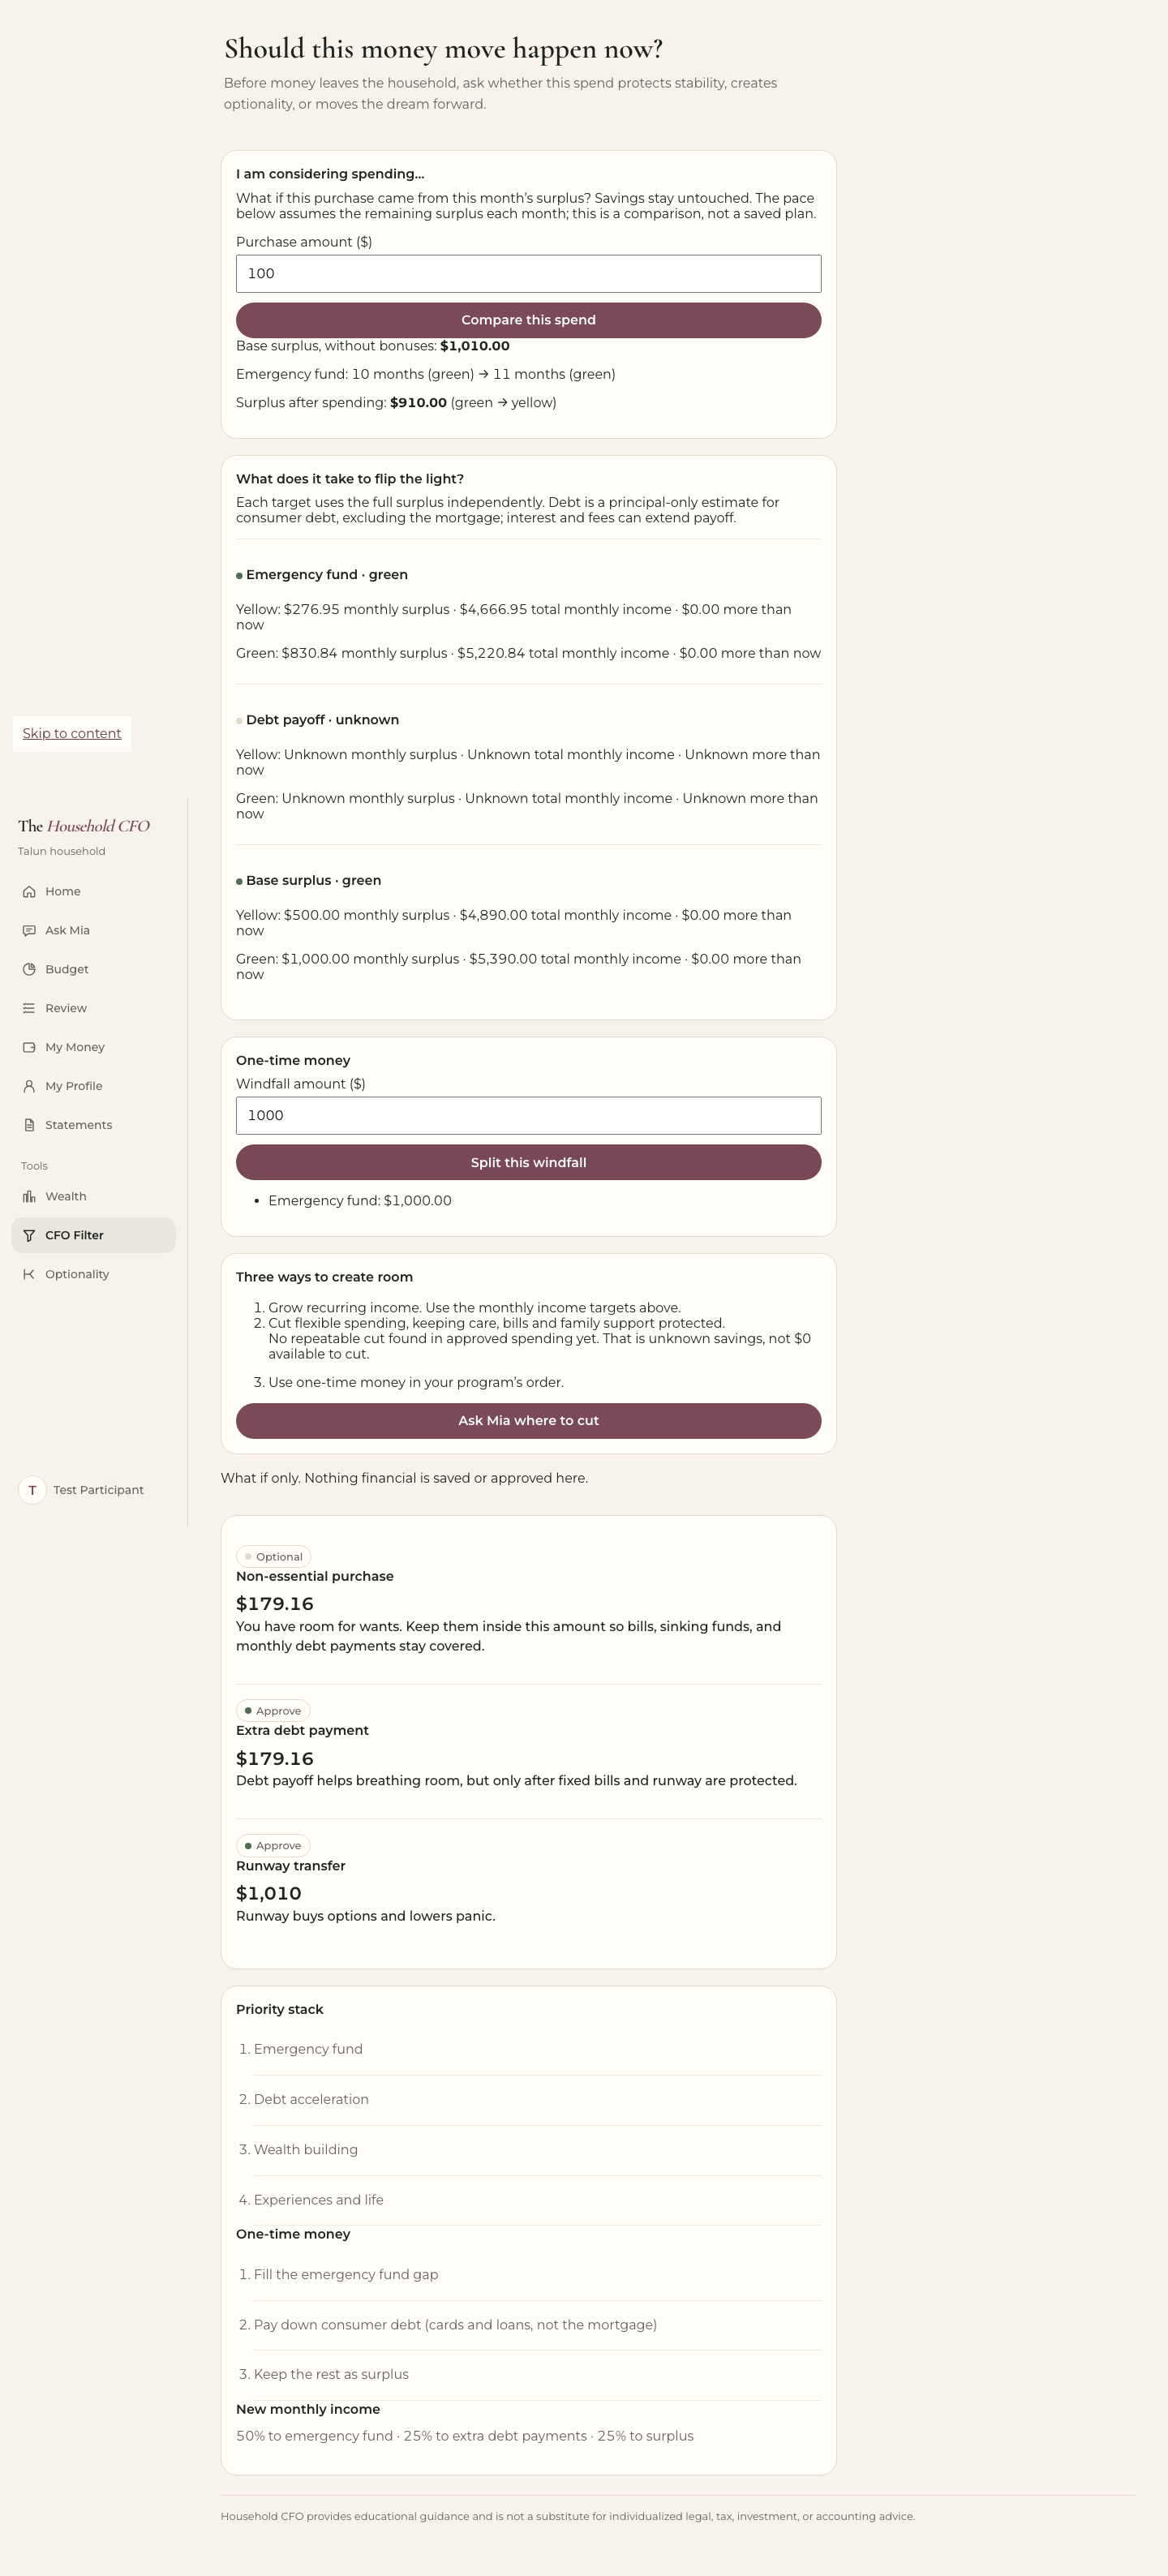 Should this money move happen now?
Before money leaves the household, ask whether this spend protects stability, creates
optionality, or moves the dream forward.
I am considering spending...
What if this purchase came from this month's surplus? Savings stay untouched. The pace
below assumes the remaining surplus each month; this is a comparison, not a saved plan.
Purchase amount ($)
100
Compare this spend
Base surplus, without bonuses: $1,010.00
Emergency fund: 10 months (green) → 11 months (green)
Surplus after spending: $910.00 (green → yellow)
What does it take to flip the light?
Each target uses the full surplus independently. Debt is a principal-only estimate for
consumer debt, excluding the mortgage; interest and fees can extend payoff.
Emergency fund · green
Yellow: $276.95 monthly surplus · $4,666.95 total monthly income · $0.00 more than
now
Green: $830.84 monthly surplus · $5,220.84 total monthly income · $0.00 more than now
Debt payoff · unknown
Yellow: Unknown monthly surplus · Unknown total monthly income · Unknown more than
now
Green: Unknown monthly surplus · Unknown total monthly income · Unknown more than
now
Base surplus · green
Yellow: $500.00 monthly surplus · $4,890.00 total monthly income · $0.00 more than
now
Green: $1,000.00 monthly surplus · $5,390.00 total monthly income · $0.00 more than
now
One-time money
Windfall amount ($)
1000
Split this windfall
• Emergency fund: $1,000.00
Three ways to create room
1. Grow recurring income. Use the monthly income targets above.
2. Cut flexible spending, keeping care, bills and family support protected.
No repeatable cut found in approved spending yet. That is unknown savings, not $0
available to cut.
3. Use one-time money in your program's order.
Ask Mia where to cut
What if only. Nothing financial is saved or approved here.
Optional
Non-essential purchase
$179.16
You have room for wants. Keep them inside this amount so bills, sinking funds, and
monthly debt payments stay covered.
Approve
Extra debt payment
$179.16
Debt payoff helps breathing room, but only after fixed bills and runway are protected.
Approve
Runway transfer
$1,010
Runway buys options and lowers panic.
Priority stack
1. Emergency fund
2. Debt acceleration
3. Wealth building
4. Experiences and life
One-time money
1. Fill the emergency fund gap
2. Pay down consumer debt (cards and loans, not the mortgage)
3. Keep the rest as surplus
New monthly income
50% to emergency fund · 25% to extra debt payments · 25% to surplus
Household CFO provides educational guidance and is not a substitute for individualized legal, tax, investment, or accounting advice.
Skip to content
The Household CFO
Talun household
Home
Ask Mia
Budget
Review
My Money
My Profile
Statements
Tools
Wealth
CFO Filter
Optionality
T
Test Participant